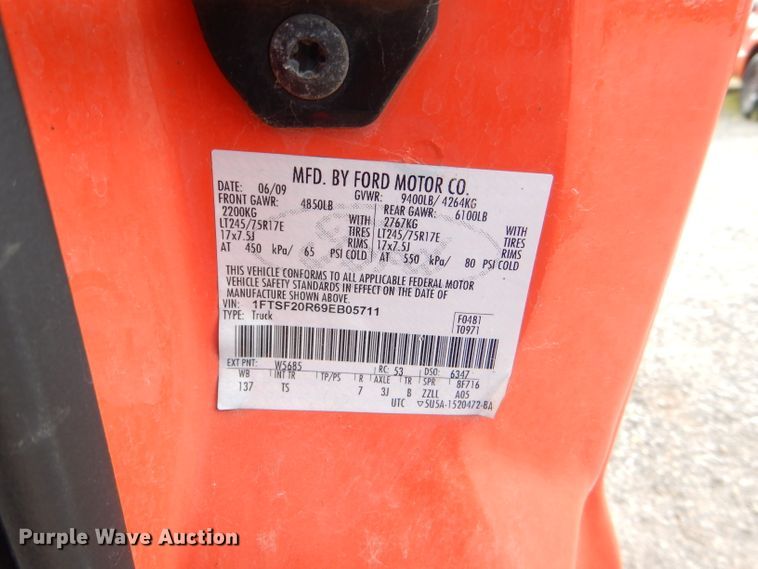 MFD. BY FORD MOTOR CO.
DATE: 06/09 GVWR: 9400LB/ 4264KG
FRONT GAWR: 4850LB REAR GAWR: 6100LB
2200KG WITH 2767KG WITH
LT245/75R17E TIRES LT245/75R17E TIRES
17x7.5J RIMS 17x7.5J RIMS
AT 450 kPa/ 65 PSI COLD AT 550 kPa/ 80 PSI COLD
THIS VEHICLE CONFORMS TO ALL APPLICABLE FEDERAL MOTOR
VEHICLE SAFETY STANDARDS IN EFFECT ON THE DATE OF
MANUFACTURE SHOWN ABOVE.
VIN: 1FTSF20R69EB05711 F0481
TYPE: Truck T0971
EXT PNT: W5685 RC: 53 DSO: 6347
WB INT TR TP/PS R AXLE TR SPR 8F716
137 TS 7 3J B ZZLL A05
UTC ▽5U5A-1520472-BA
Purple Wave Auction